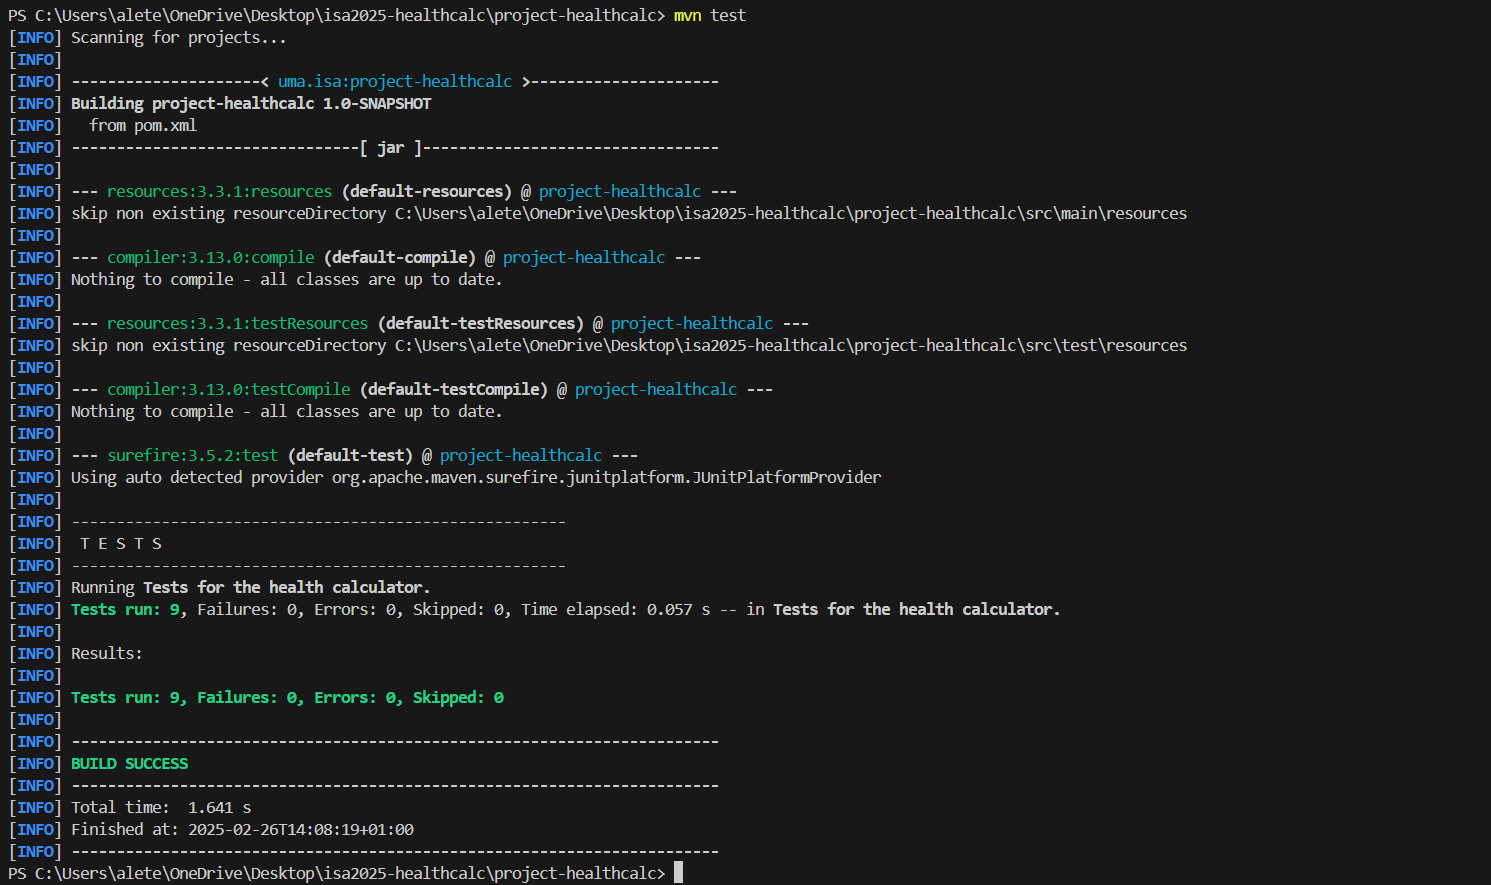 PS C:\Users\alete\OneDrive\Desktop\isa2025-healthcalc\project-healthcalc> mvn test
[INFO] Scanning for projects...
[INFO]
[INFO] ---------------------< uma.isa:project-healthcalc >---------------------
[INFO] Building project-healthcalc 1.0-SNAPSHOT
[INFO]   from pom.xml
[INFO] --------------------------------[ jar ]---------------------------------
[INFO]
[INFO] --- resources:3.3.1:resources (default-resources) @ project-healthcalc ---
[INFO] skip non existing resourceDirectory C:\Users\alete\OneDrive\Desktop\isa2025-healthcalc\project-healthcalc\src\main\resources
[INFO]
[INFO] --- compiler:3.13.0:compile (default-compile) @ project-healthcalc ---
[INFO] Nothing to compile - all classes are up to date.
[INFO]
[INFO] --- resources:3.3.1:testResources (default-testResources) @ project-healthcalc ---
[INFO] skip non existing resourceDirectory C:\Users\alete\OneDrive\Desktop\isa2025-healthcalc\project-healthcalc\src\test\resources
[INFO]
[INFO] --- compiler:3.13.0:testCompile (default-testCompile) @ project-healthcalc ---
[INFO] Nothing to compile - all classes are up to date.
[INFO]
[INFO] --- surefire:3.5.2:test (default-test) @ project-healthcalc ---
[INFO] Using auto detected provider org.apache.maven.surefire.junitplatform.JUnitPlatformProvider
[INFO]
[INFO] -------------------------------------------------------
[INFO]  T E S T S
[INFO] -------------------------------------------------------
[INFO] Running Tests for the health calculator.
[INFO] Tests run: 9, Failures: 0, Errors: 0, Skipped: 0, Time elapsed: 0.057 s -- in Tests for the health calculator.
[INFO]
[INFO] Results:
[INFO]
[INFO] Tests run: 9, Failures: 0, Errors: 0, Skipped: 0
[INFO]
[INFO] ------------------------------------------------------------------------
[INFO] BUILD SUCCESS
[INFO] ------------------------------------------------------------------------
[INFO] Total time:  1.641 s
[INFO] Finished at: 2025-02-26T14:08:19+01:00
[INFO] ------------------------------------------------------------------------
PS C:\Users\alete\OneDrive\Desktop\isa2025-healthcalc\project-healthcalc>